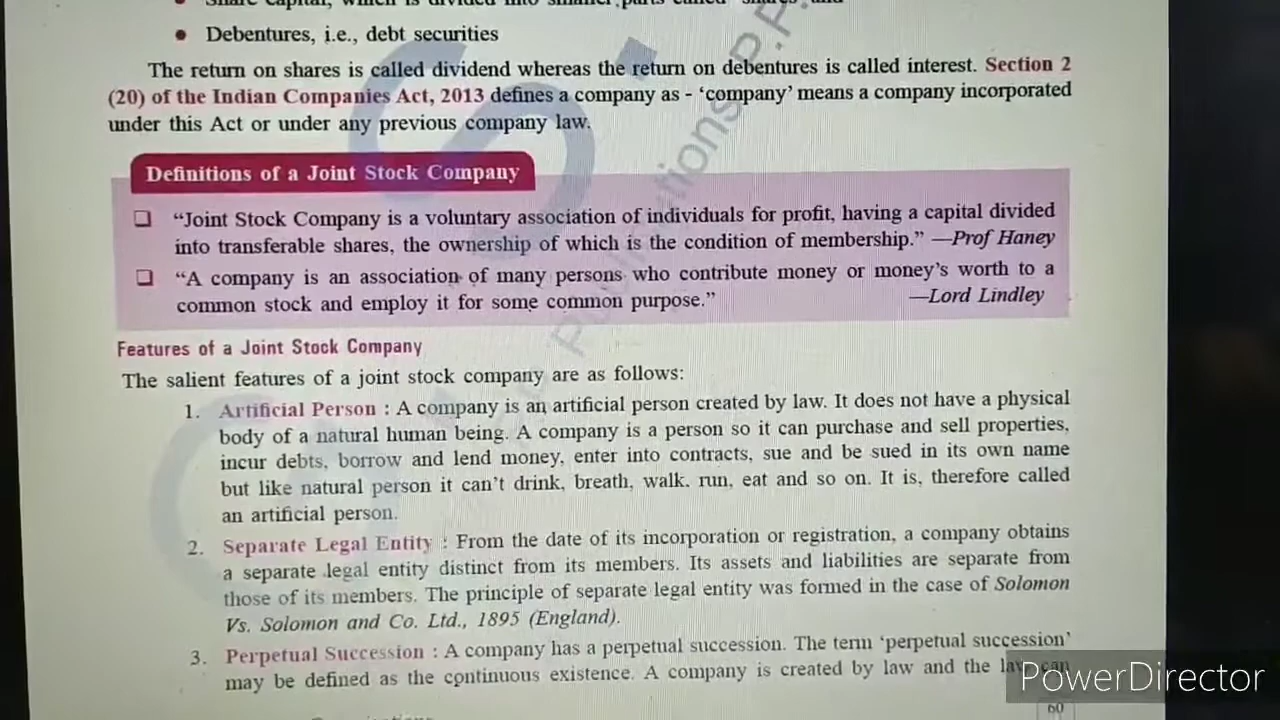 Share Capital, which is divided into smaller parts called 'shares' and
• Debentures, i.e., debt securities
The return on shares is called dividend whereas the return on debentures is called interest. Section 2
(20) of the Indian Companies Act, 2013 defines a company as - ‘company’ means a company incorporated
under this Act or under any previous company law.
Definitions of a Joint Stock Company
❑ “Joint Stock Company is a voluntary association of individuals for profit, having a capital divided
into transferable shares, the ownership of which is the condition of membership.” —Prof Haney
❑ “A company is an association of many persons who contribute money or money’s worth to a
common stock and employ it for some common purpose.” —Lord Lindley
Features of a Joint Stock Company
The salient features of a joint stock company are as follows:
1. Artificial Person : A company is an artificial person created by law. It does not have a physical
body of a natural human being. A company is a person so it can purchase and sell properties,
incur debts, borrow and lend money, enter into contracts, sue and be sued in its own name
but like natural person it can’t drink, breath, walk, run, eat and so on. It is, therefore called
an artificial person.
2. Separate Legal Entity : From the date of its incorporation or registration, a company obtains
a separate legal entity distinct from its members. Its assets and liabilities are separate from
those of its members. The principle of separate legal entity was formed in the case of Solomon
Vs. Solomon and Co. Ltd., 1895 (England).
3. Perpetual Succession : A company has a perpetual succession. The term ‘perpetual succession’
may be defined as the continuous existence. A company is created by law and the law can
PowerDirector
60